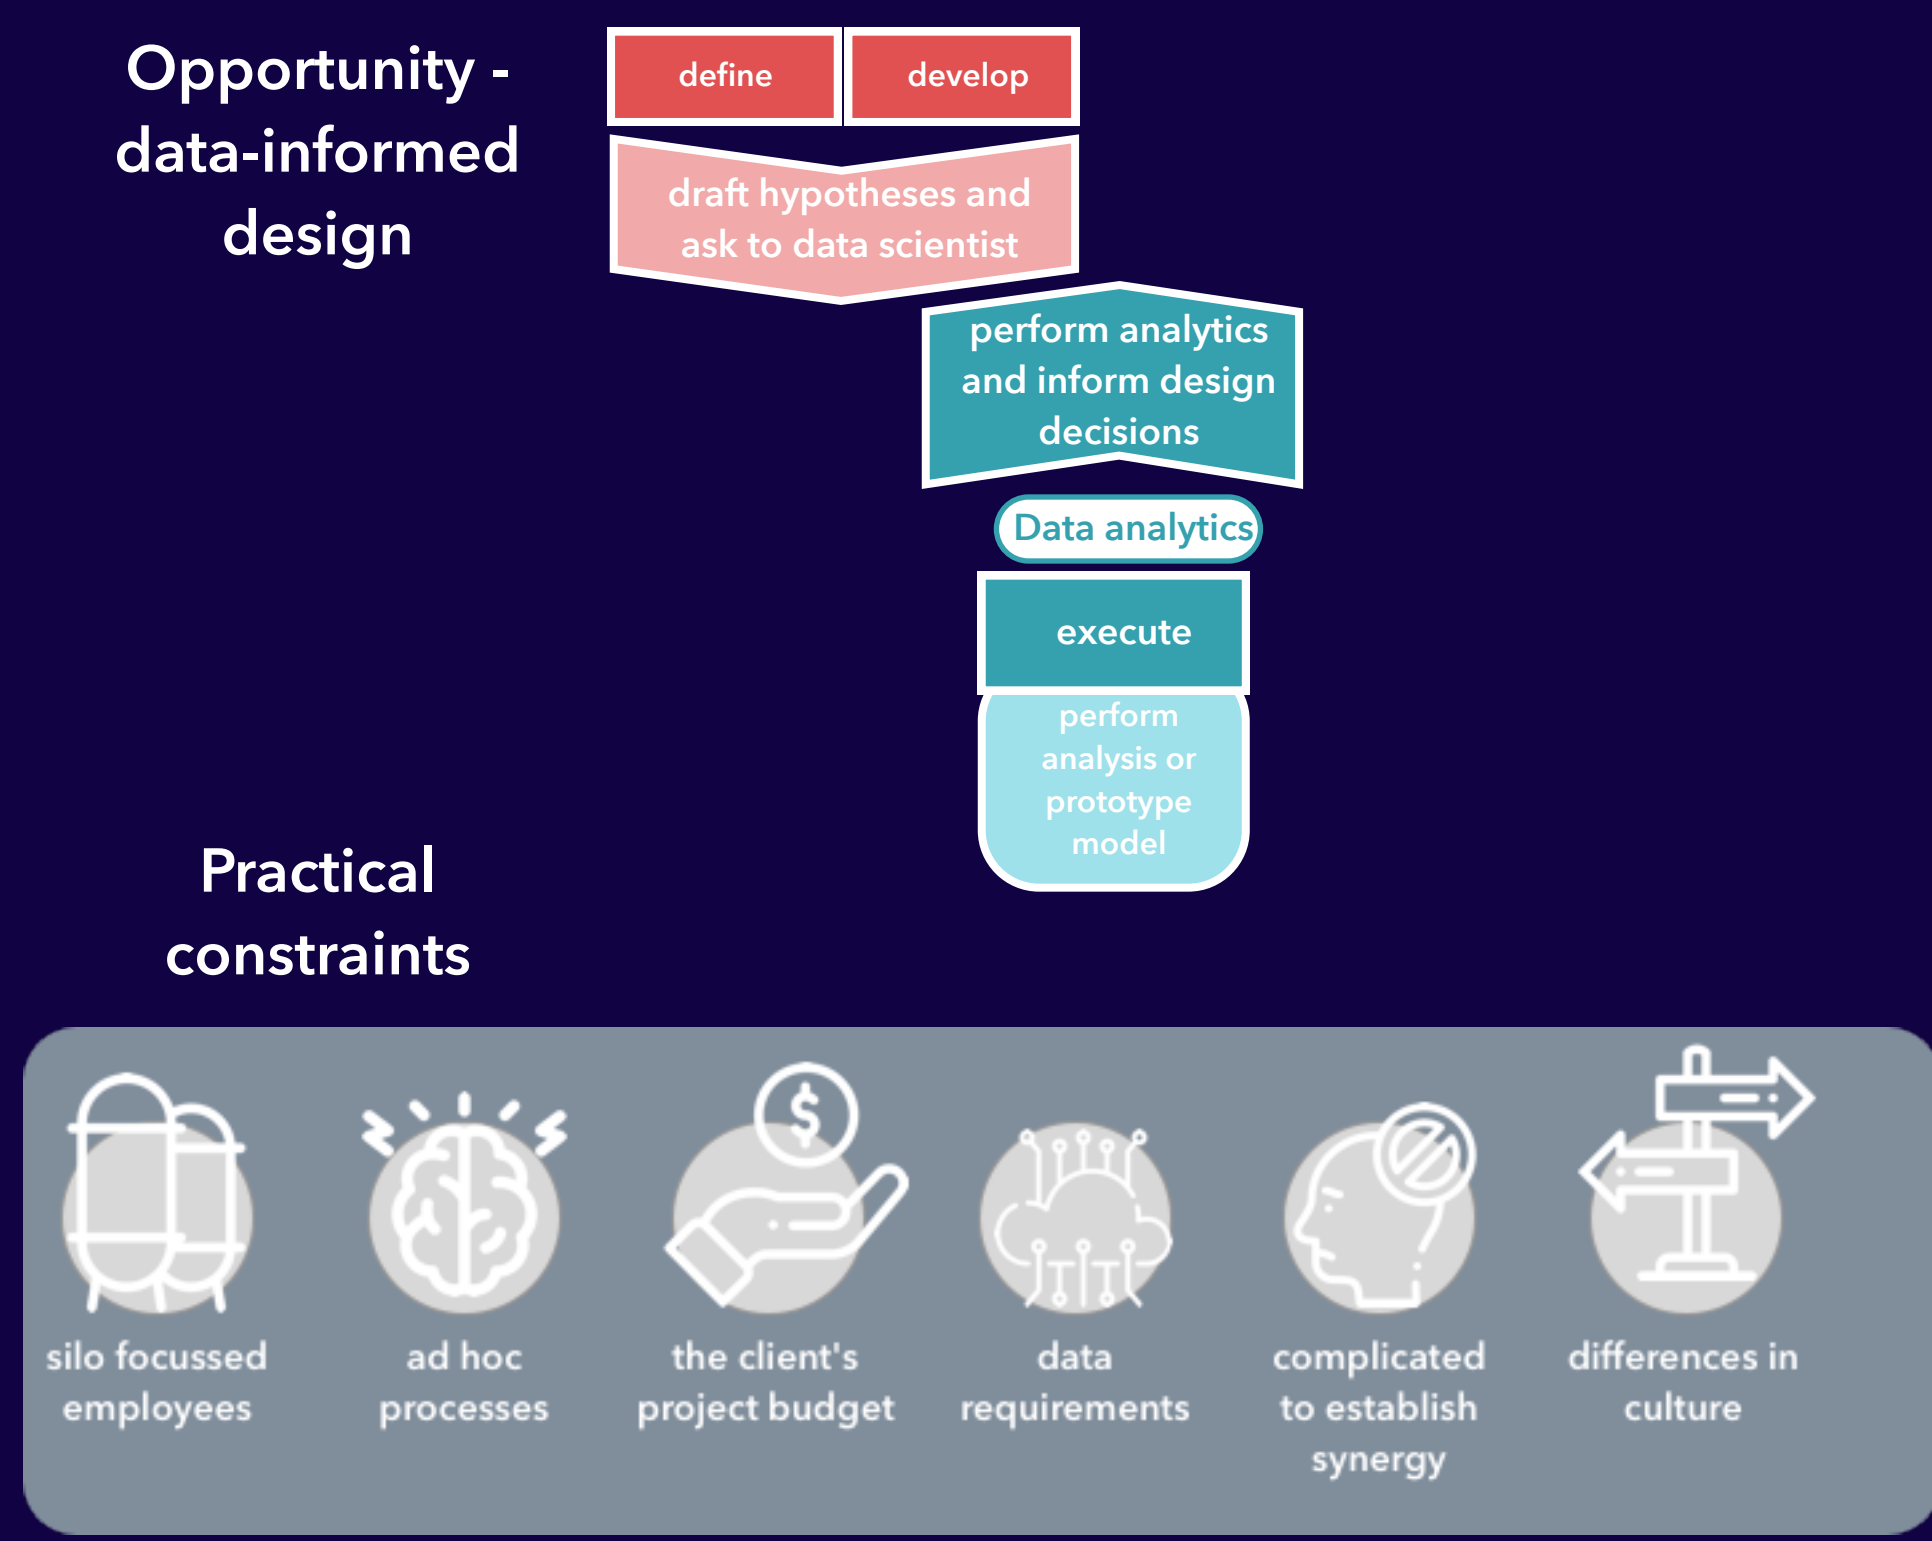 Opportunity -
data-informed
design
define
develop
draft hypotheses and
ask to data scientist
perform analytics
and inform design
decisions
Data analytics
execute
perform
analysis or
prototype
model
Practical
constraints
$
silo focussed
employees
ad hoc
processes
the client's
project budget
data
requirements
complicated
to establish
synergy
differences in
culture